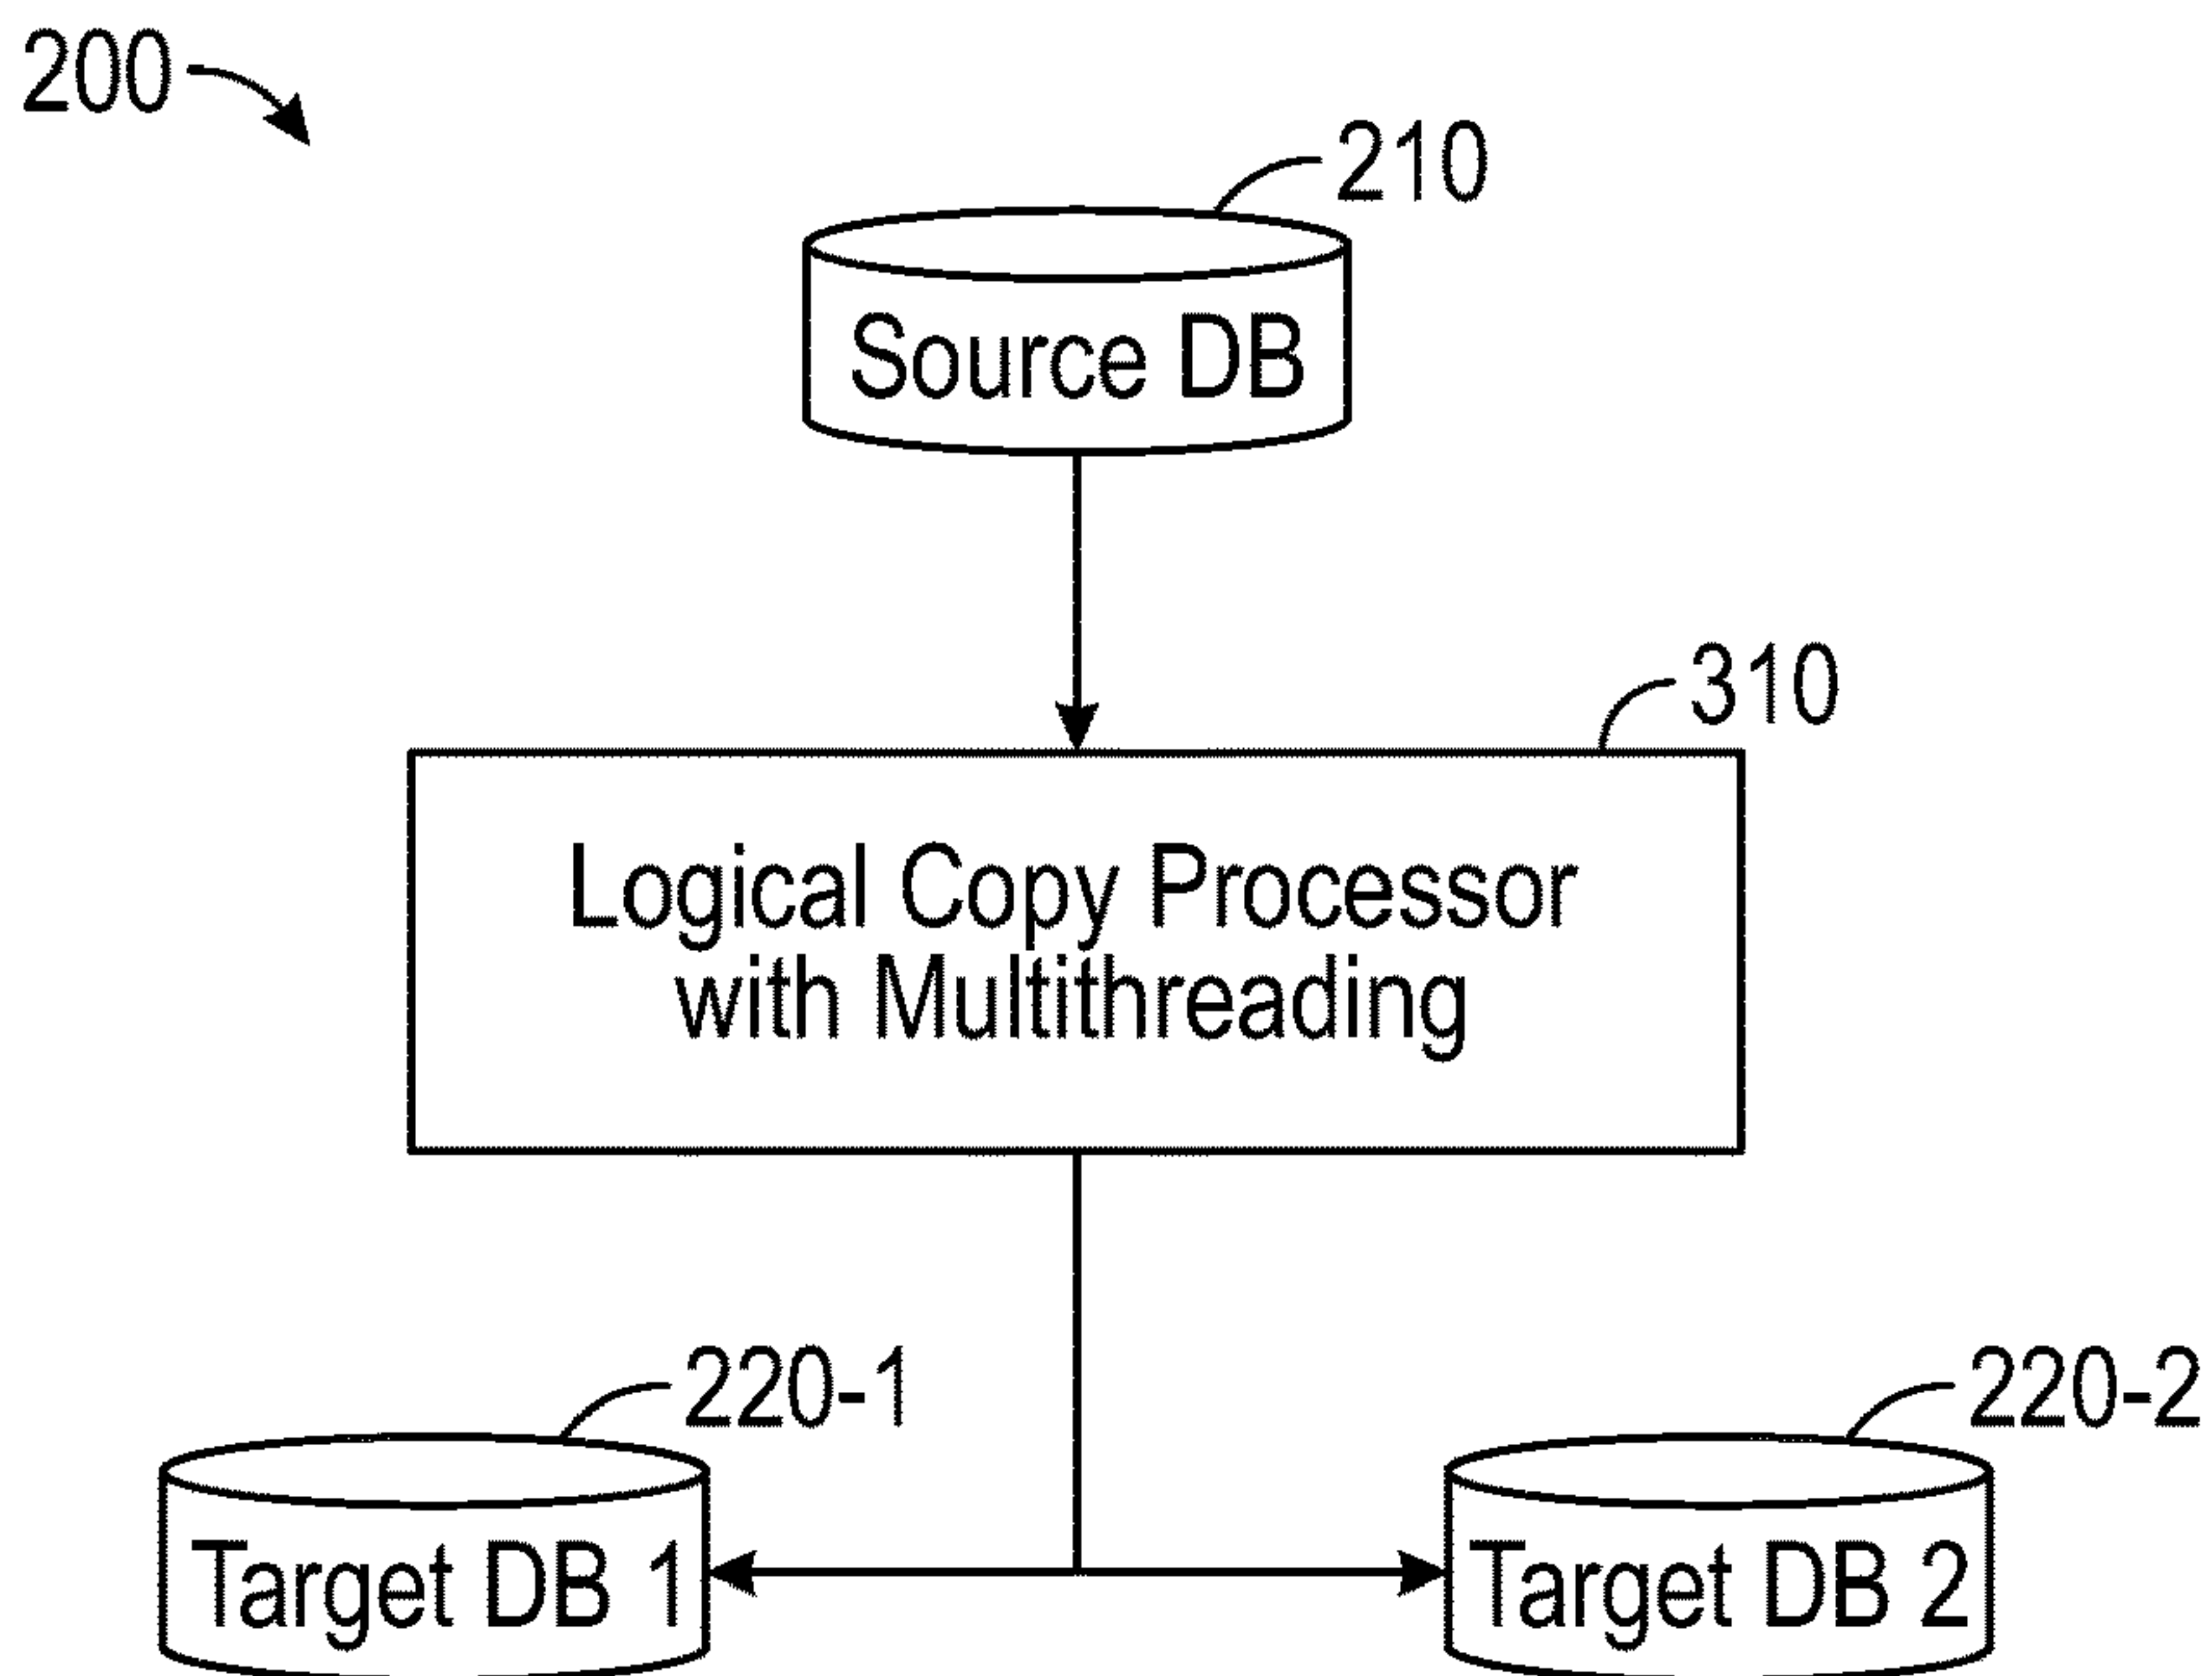 200
210
Source DB
310
Logical Copy Processor
with Multithreading
220-1
220-2
Target DB 1
Target DB 2